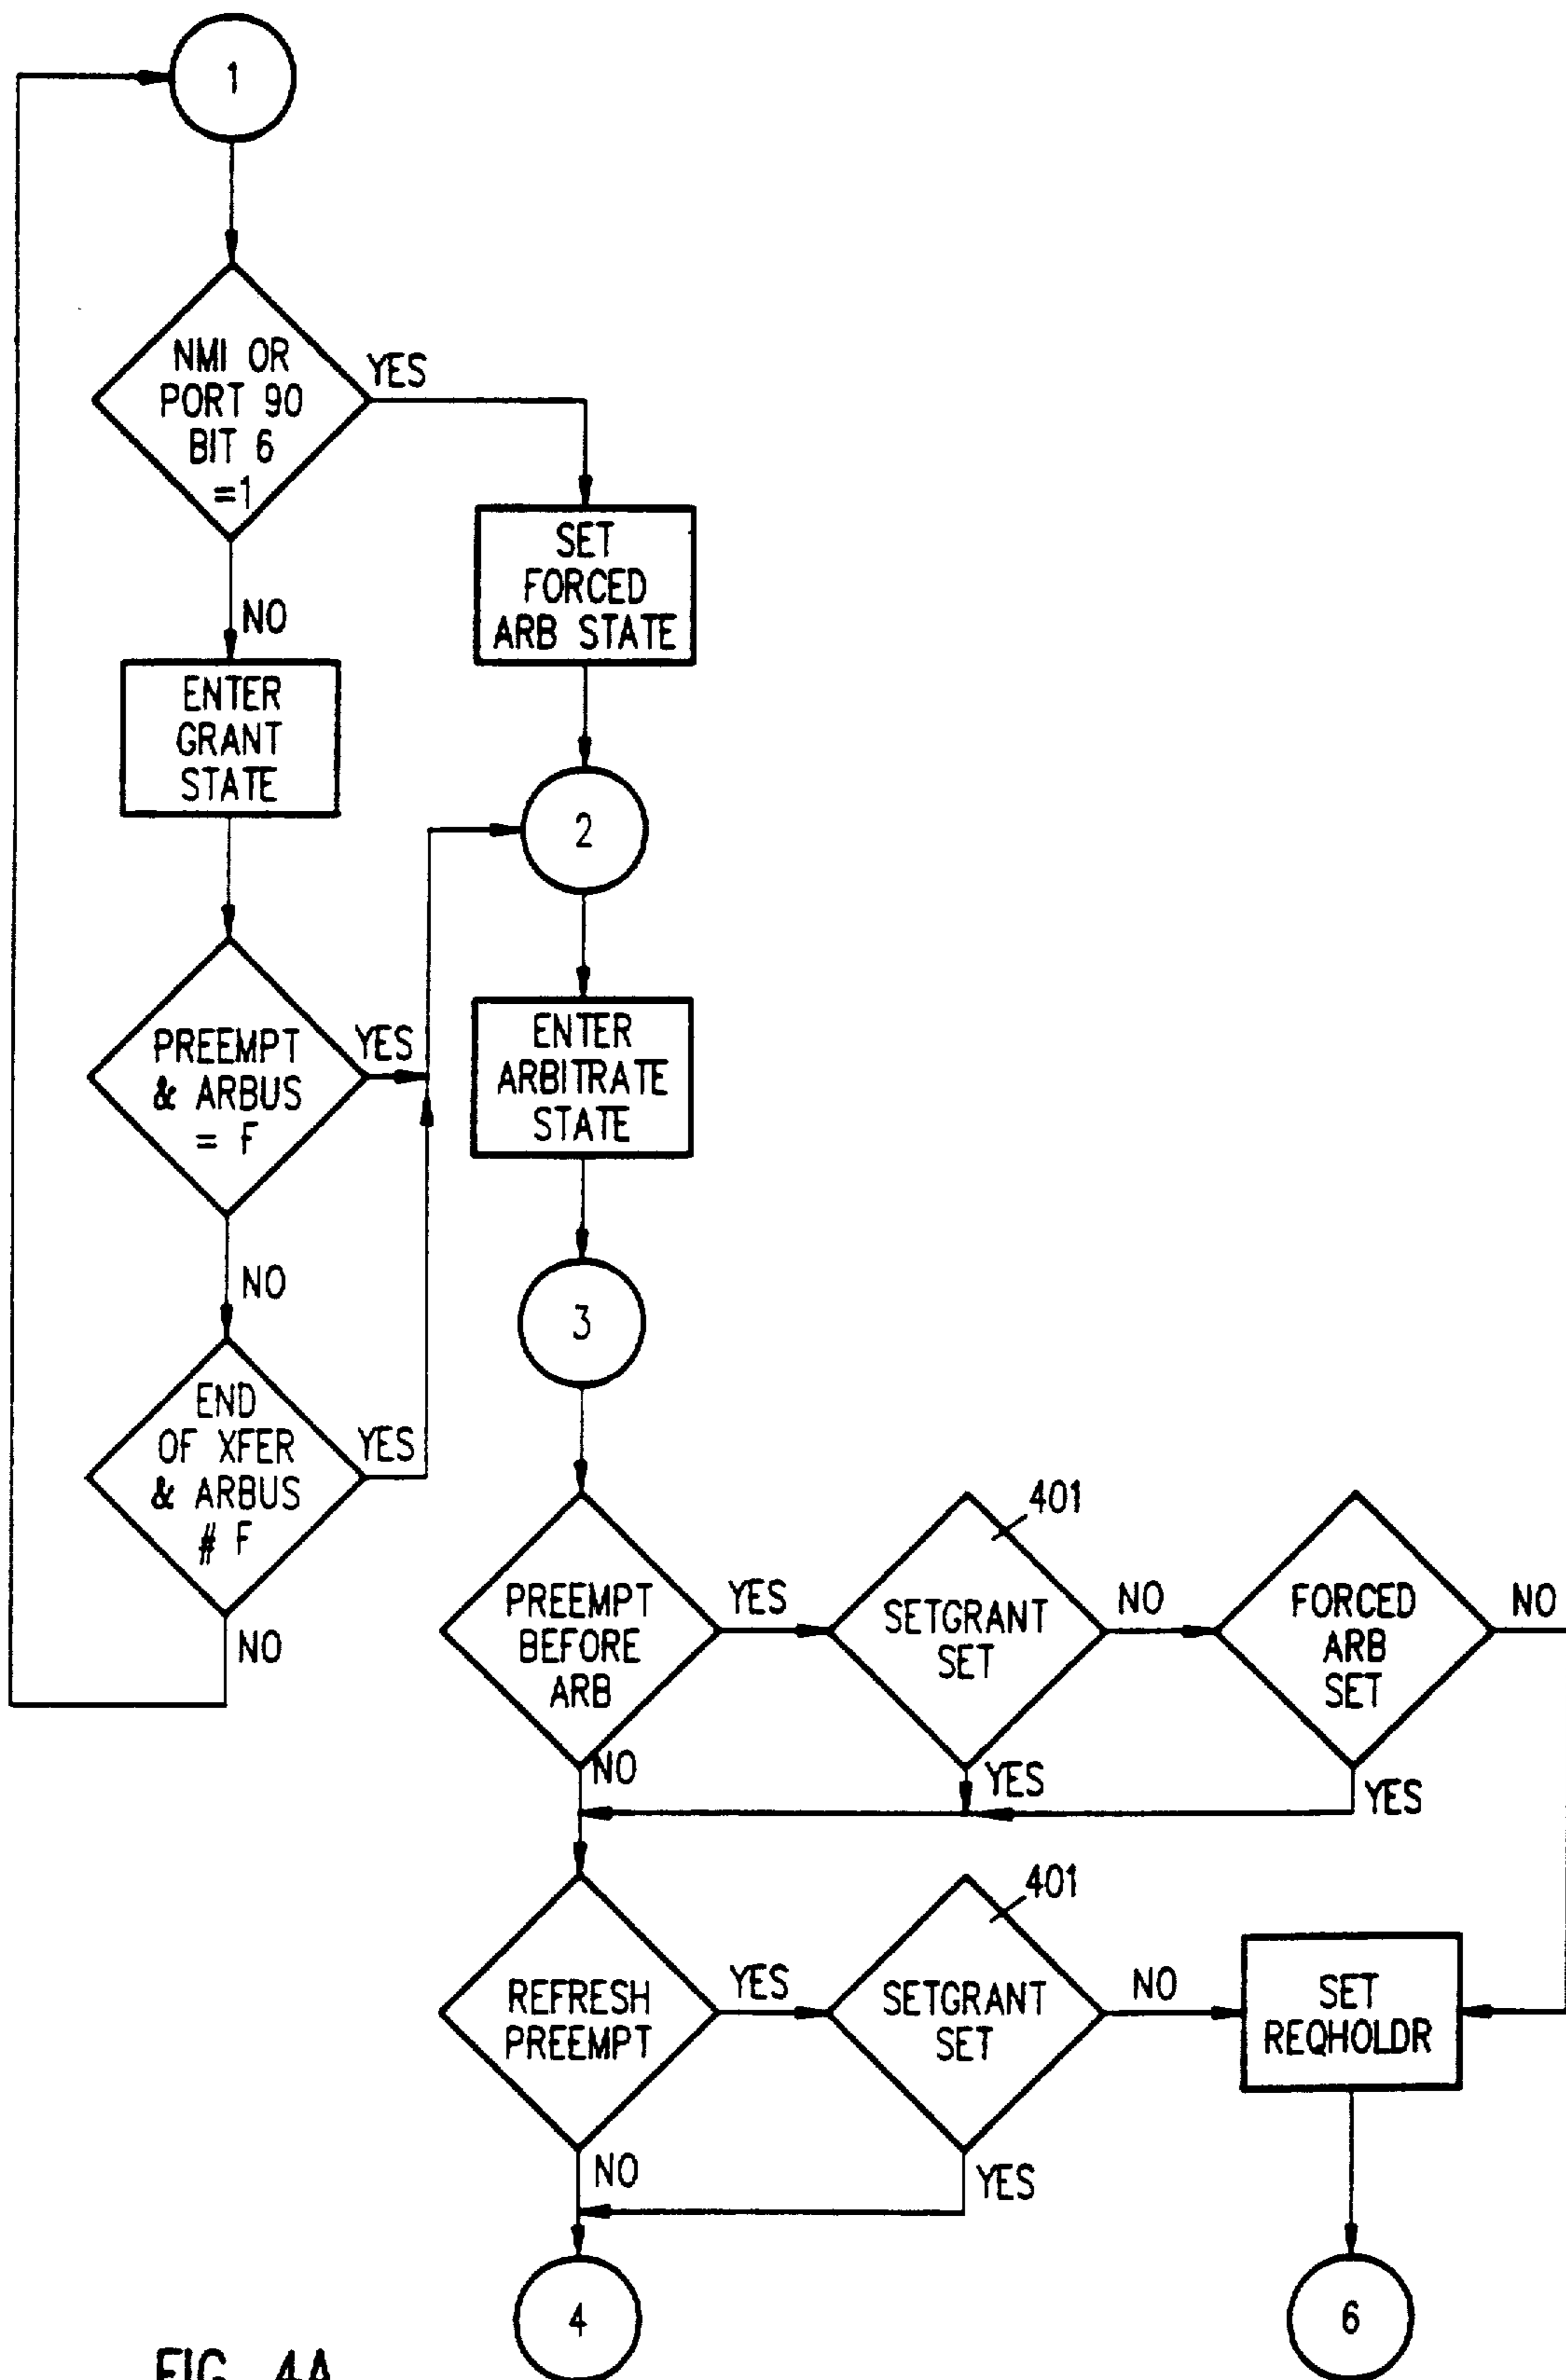 1
NMI OR
PORT 90
BIT 6
=1
YES
NO
SET
FORCED
ARB STATE
ENTER
GRANT
STATE
2
PREEMPT
& ARBUS
= F
YES
NO
ENTER
ARBITRATE
STATE
3
END
OF XFER
& ARBUS
# F
YES
NO
PREEMPT
BEFORE
ARB
YES
NO
401
SETGRANT
SET
NO
YES
FORCED
ARB
SET
NO
YES
REFRESH
PREEMPT
YES
NO
401
SETGRANT
SET
NO
YES
SET
REQHOLDR
4
6
FIG. 4A